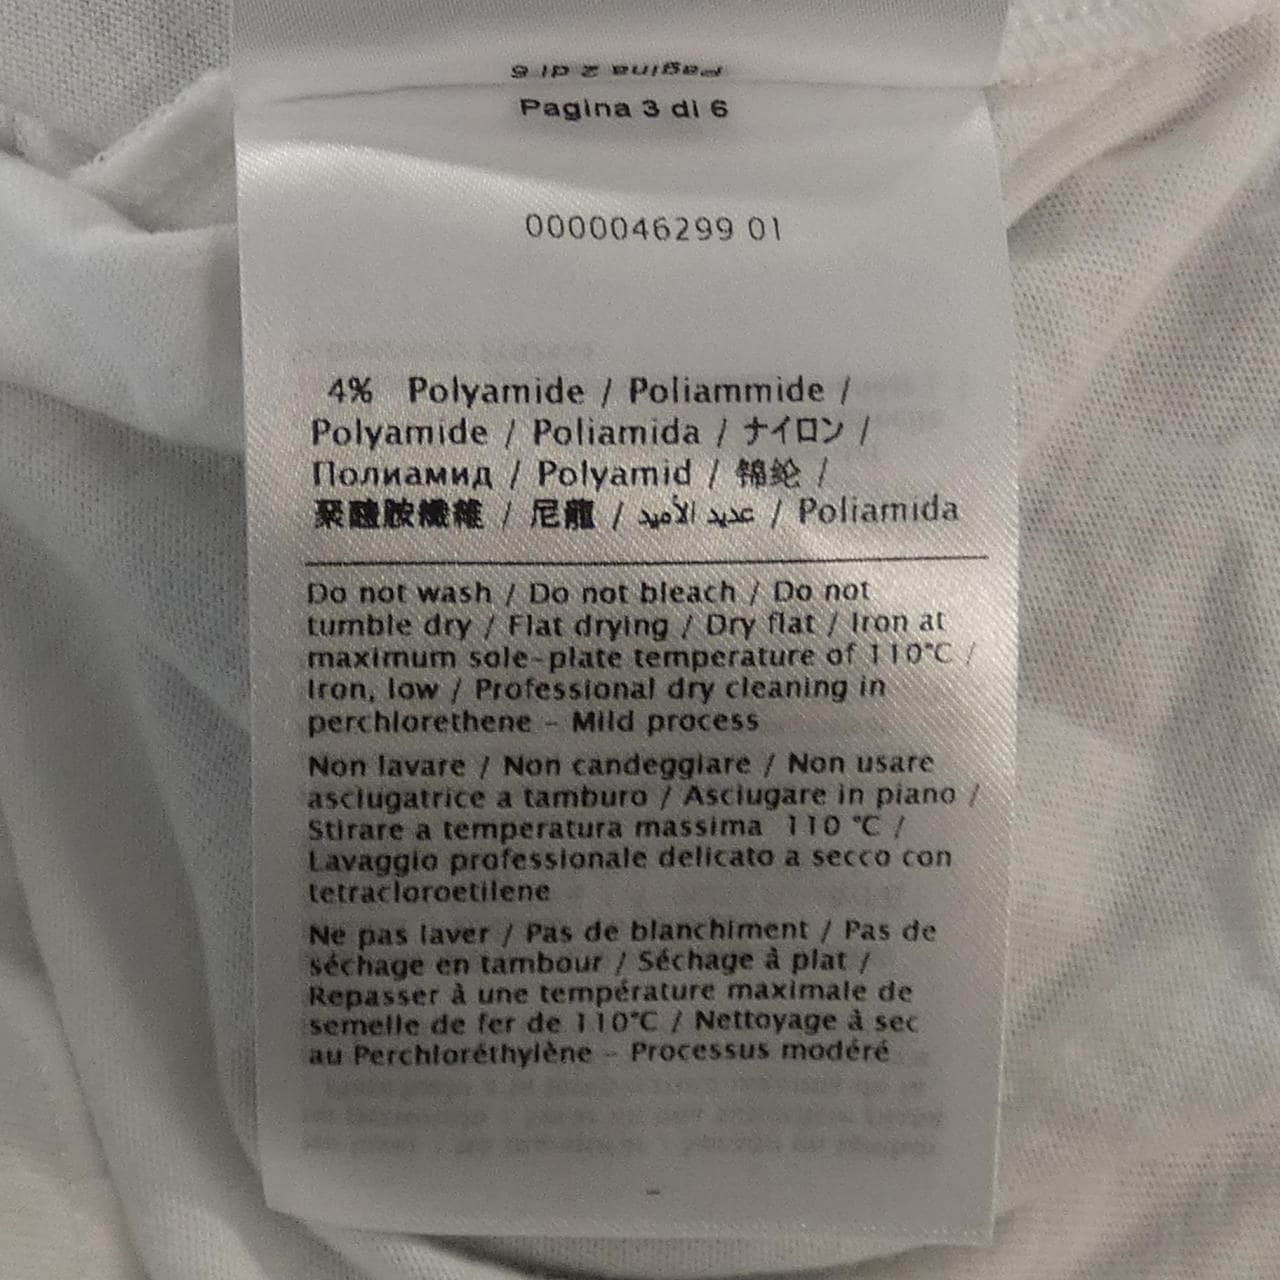 Pagina 2 di 6
Pagina 3 di 6
0000046299 01
4% Polyamide / Poliammide /
Polyamide / Poliamida / ナイロン /
Полиамид / Polyamid / 锦纶 /
聚醯胺纖維 / 尼龍 / عديد الأميد / Poliamida
Do not wash / Do not bleach / Do not
tumble dry / Flat drying / Dry flat / Iron at
maximum sole-plate temperature of 110°C /
Iron, low / Professional dry cleaning in
perchlorethene - Mild process
Non lavare / Non candeggiare / Non usare
asciugatrice a tamburo / Asciugare in piano /
Stirare a temperatura massima 110 °C /
Lavaggio professionale delicato a secco con
tetracloroetilene
Ne pas laver / Pas de blanchiment / Pas de
séchage en tambour / Séchage à plat /
Repasser à une température maximale de
semelle de fer de 110°C / Nettoyage à sec
au Perchloréthylène - Processus modéré